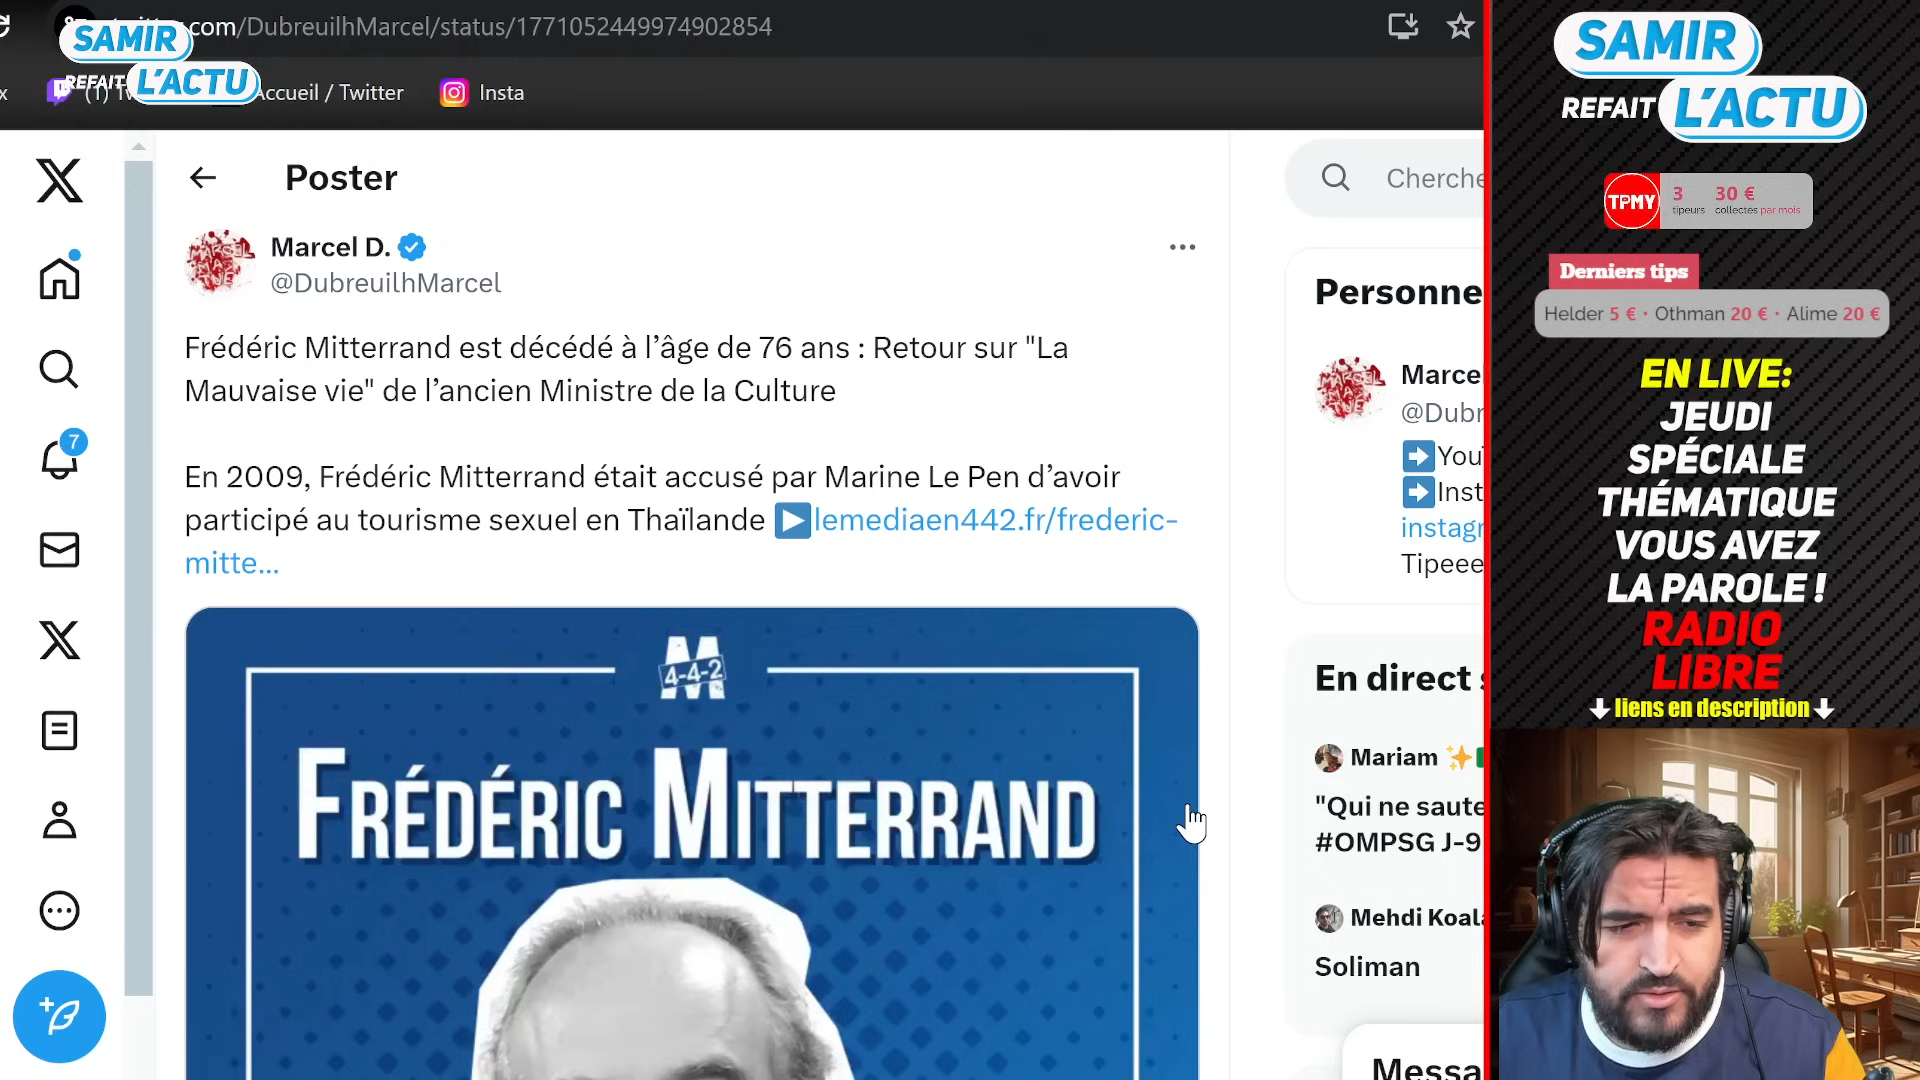 .com/DubreuilhMarcel/status/1771052449974902854
SAMIR
REFAIT L'ACTU
x
(1) Tw
Accueil / Twitter
Insta
Poster
Cherche
Marcel D.
@DubreuilhMarcel
Frédéric Mitterrand est décédé à l’âge de 76 ans : Retour sur "La
Mauvaise vie" de l’ancien Ministre de la Culture
En 2009, Frédéric Mitterrand était accusé par Marine Le Pen d’avoir
participé au tourisme sexuel en Thaïlande lemediaen442.fr/frederic-
mitte...
7
M
4-4-2
FRÉDÉRIC MITTERRAND
Personne
Marce
@Dubr
You
Inst
instagr
Tipeee
En direct s
Mariam
"Qui ne saute
#OMPSG J-9
Mehdi Koala
Soliman
Messa
SAMIR
REFAIT L'ACTU
TPMY
3 30 €
tipeurs collectés par mois
Derniers tips
Helder 5 € • Othman 20 € • Alime 20 €
EN LIVE:
JEUDI
SPÉCIALE
THÉMATIQUE
VOUS AVEZ
LA PAROLE !
RADIO
LIBRE
liens en description